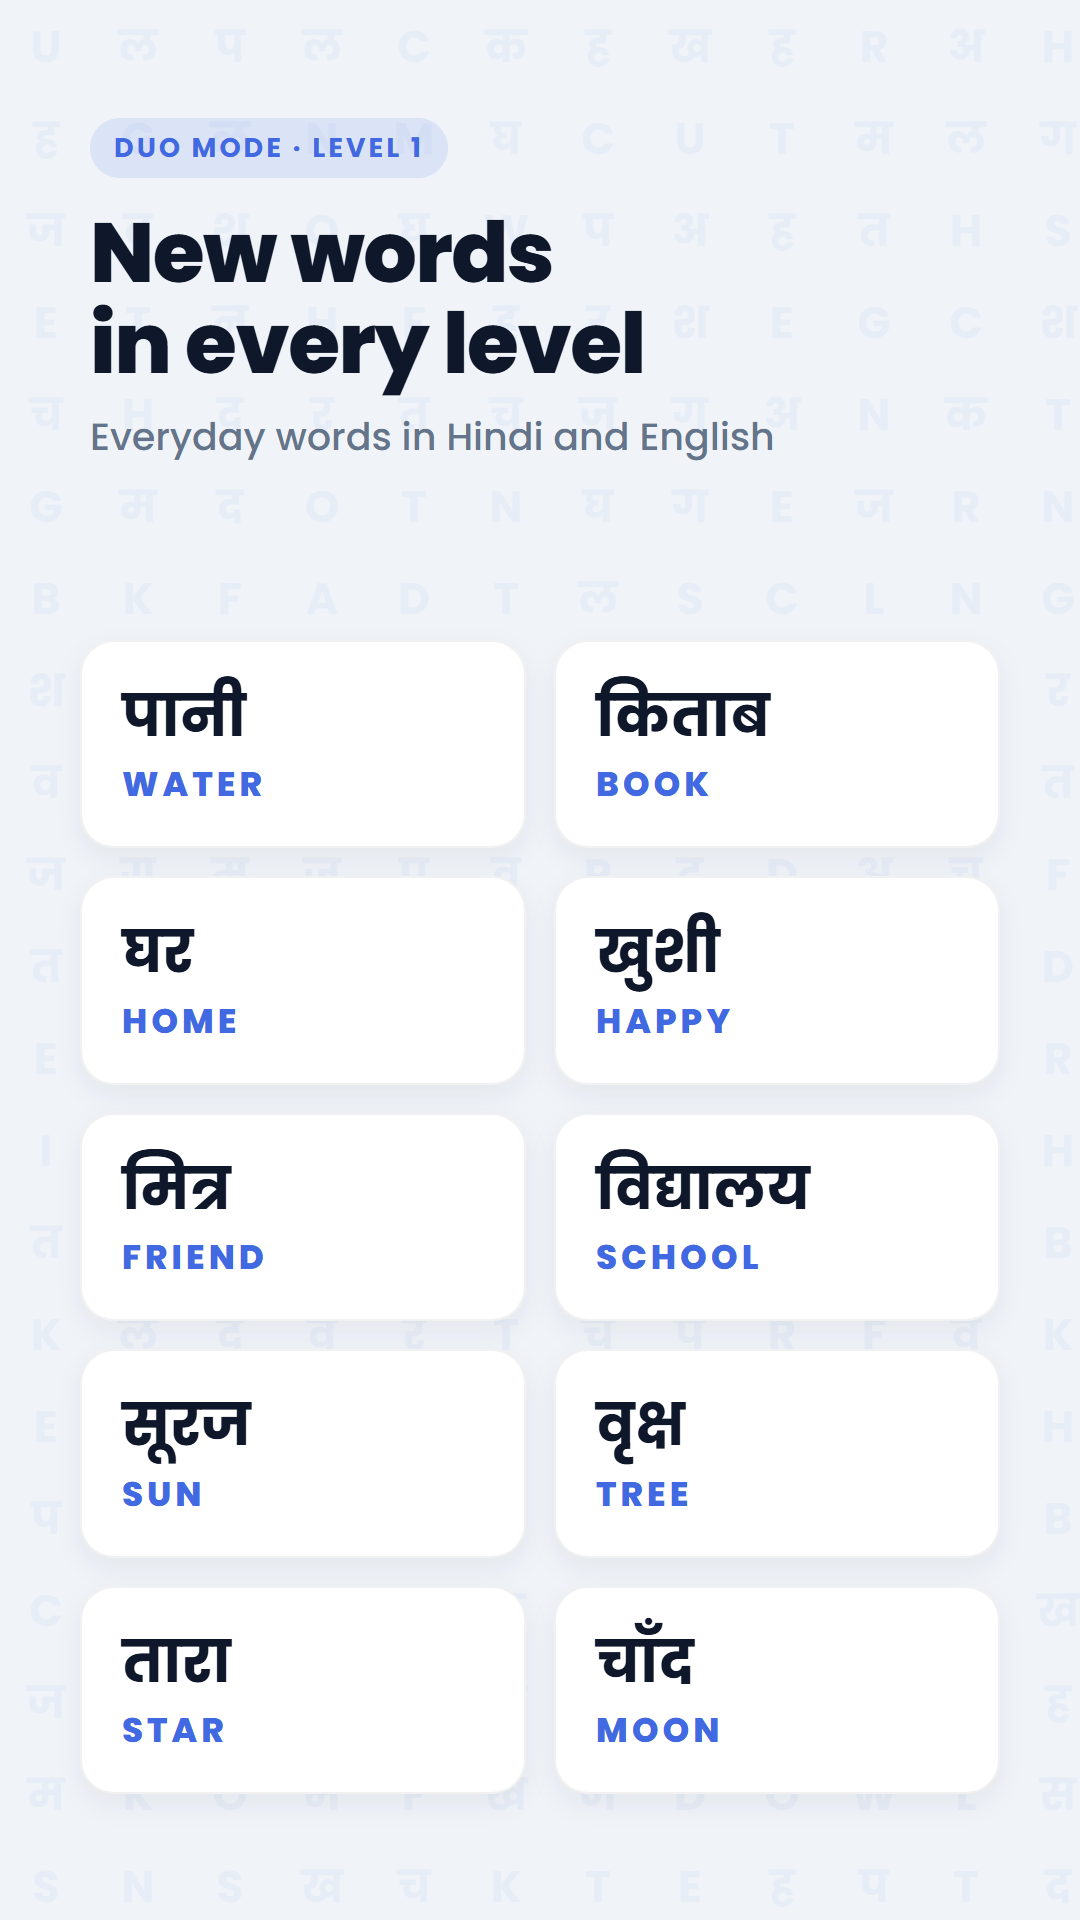 DUO MODE · LEVEL 1
New words
in every level
Everyday words in Hindi and English
पानी
WATER
किताब
BOOK
घर
HOME
खुशी
HAPPY
मित्र
FRIEND
विद्यालय
SCHOOL
सूरज
SUN
वृक्ष
TREE
तारा
STAR
चाँद
MOON